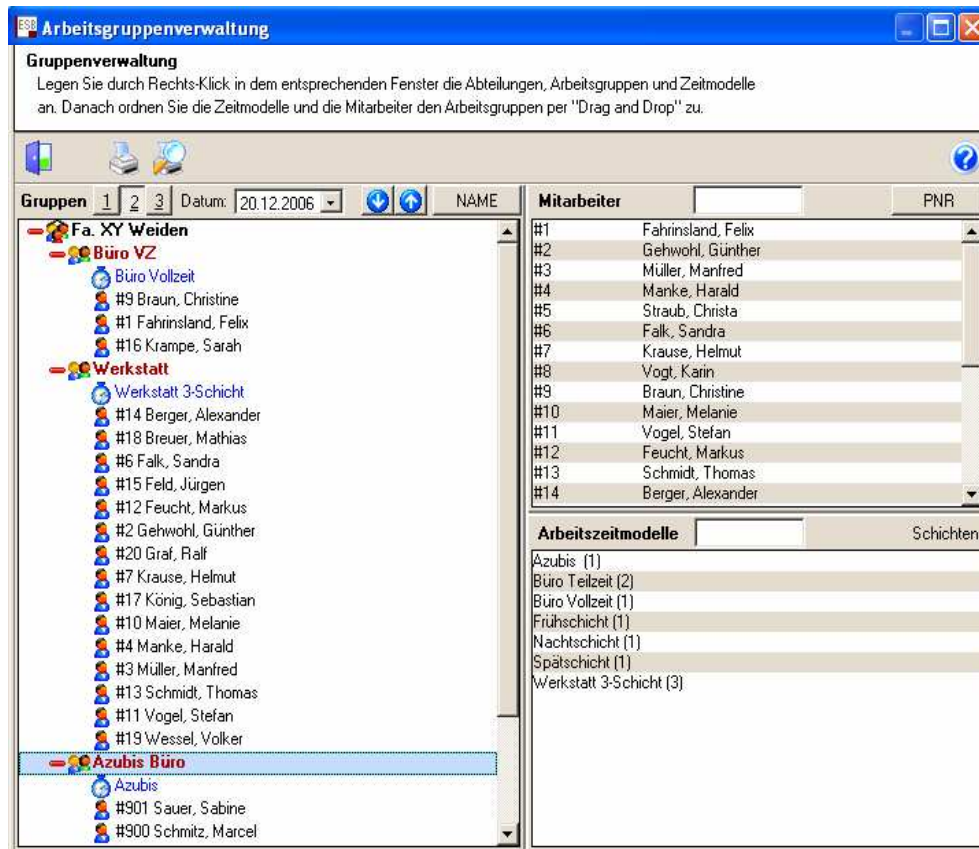 ESB Arbeitsgruppenverwaltung
Gruppenverwaltung
Legen Sie durch Rechts-Klick in dem entsprechenden Fenster die Abteilungen, Arbeitsgruppen und Zeitmodelle
an. Danach ordnen Sie die Zeitmodelle und die Mitarbeiter den Arbeitsgruppen per "Drag and Drop" zu.
Gruppen 1 2 3 Datum: 20.12.2006 NAME
Fa. XY Weiden
Büro VZ
Büro Vollzeit
#9 Braun, Christine
#1 Fahrinsland, Felix
#16 Krampe, Sarah
Werkstatt
Werkstatt 3-Schicht
#14 Berger, Alexander
#18 Breuer, Mathias
#6 Falk, Sandra
#15 Feld, Jürgen
#12 Feucht, Markus
#2 Gehwohl, Günther
#20 Graf, Ralf
#7 Krause, Helmut
#17 König, Sebastian
#10 Maier, Melanie
#4 Manke, Harald
#3 Müller, Manfred
#13 Schmidt, Thomas
#11 Vogel, Stefan
#19 Wessel, Volker
Azubis Büro
Azubis
#901 Sauer, Sabine
#900 Schmitz, Marcel
Mitarbeiter PNR
#1 Fahrinsland, Felix
#2 Gehwohl, Günther
#3 Müller, Manfred
#4 Manke, Harald
#5 Straub, Christa
#6 Falk, Sandra
#7 Krause, Helmut
#8 Vogt, Karin
#9 Braun, Christine
#10 Maier, Melanie
#11 Vogel, Stefan
#12 Feucht, Markus
#13 Schmidt, Thomas
#14 Berger, Alexander
Arbeitszeitmodelle Schichten
Azubis (1)
Büro Teilzeit (2)
Büro Vollzeit (1)
Frühschicht (1)
Nachtschicht (1)
Spätschicht (1)
Werkstatt 3-Schicht (3)